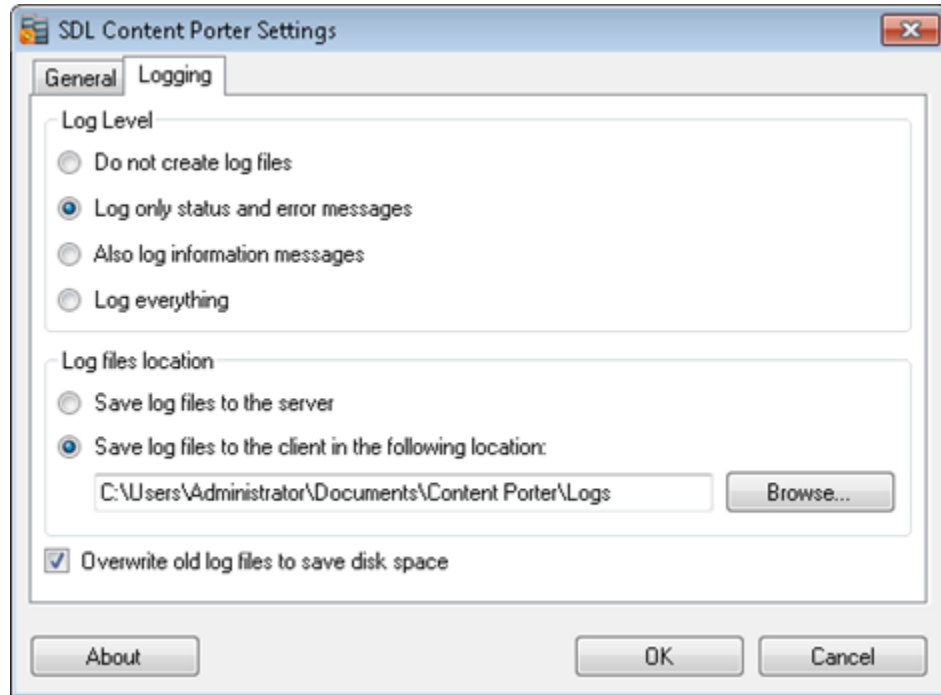 SDL Content Porter Settings
General Logging
Log Level
Do not create log files
Log only status and error messages
Also log information messages
Log everything
Log files location
Save log files to the server
Save log files to the client in the following location:
C:\Users\Administrator\Documents\Content Porter\Logs Browse...
Overwrite old log files to save disk space
About OK Cancel